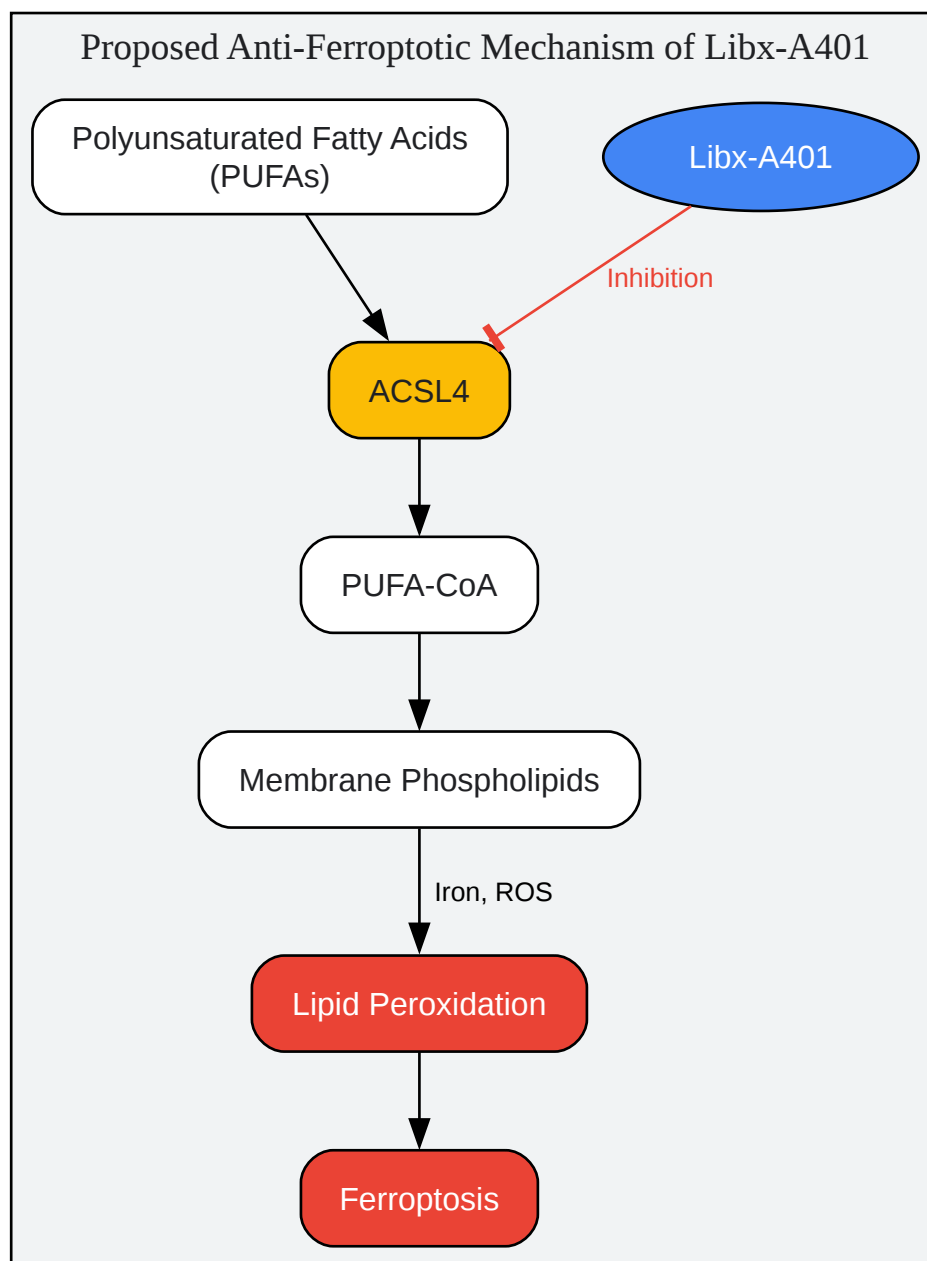 Proposed Anti-Ferroptotic Mechanism of Libx-A401
Polyunsaturated Fatty Acids
(PUFAs)
Libx-A401
Inhibition
ACSL4
PUFA-CoA
Membrane Phospholipids
Iron, ROS
Lipid Peroxidation
Ferroptosis